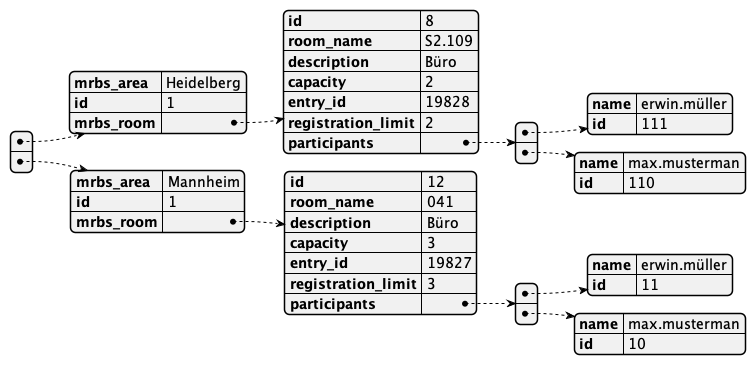 mrbs_area Heidelberg
id 1
mrbs_room
id 8
room_name S2.109
description Büro
capacity 2
entry_id 19828
registration_limit 2
participants
name erwin.müller
id 111
name max.musterman
id 110
mrbs_area Mannheim
id 1
mrbs_room
id 12
room_name 041
description Büro
capacity 3
entry_id 19827
registration_limit 3
participants
name erwin.müller
id 11
name max.musterman
id 10